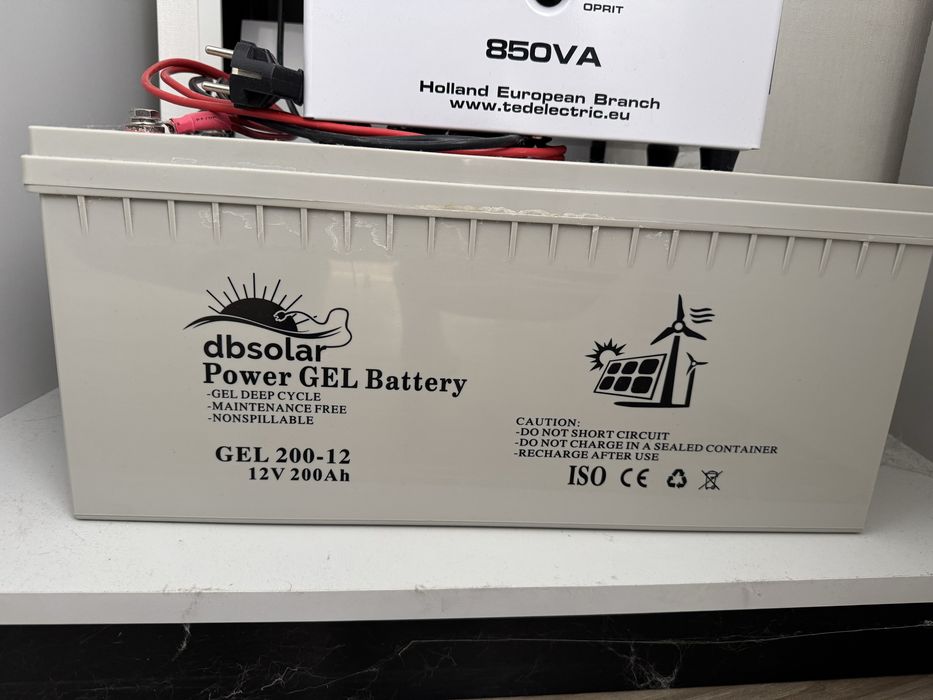 OPRIT
850VA
Holland European Branch
www.tedelectric.eu
dbsolar
Power GEL Battery
-GEL DEEP CYCLE
-MAINTENANCE FREE
-NONSPILLABLE
GEL 200-12
12V 200Ah
CAUTION:
-DO NOT SHORT CIRCUIT
-DO NOT CHARGE IN A SEALED CONTAINER
-RECHARGE AFTER USE
ISO CE